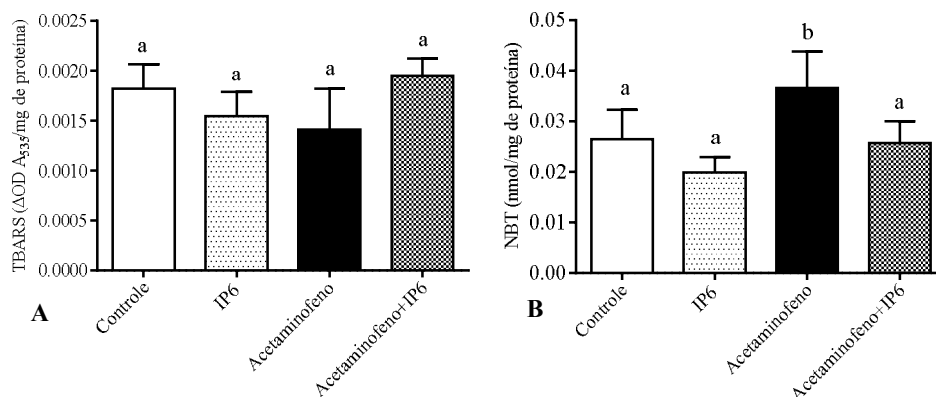 TBARS (ΔOD A535/mg de proteína)
0.0025
0.0020
0.0015
0.0010
0.0005
0.0000
a
a
a
a
Controle
IP6
Acetaminofeno
Acetaminofeno+IP6
A
NBT (nmol/mg de proteína)
0.05
0.04
0.03
0.02
0.01
0.00
a
a
b
a
Controle
IP6
Acetaminofeno
Acetaminofeno+IP6
B